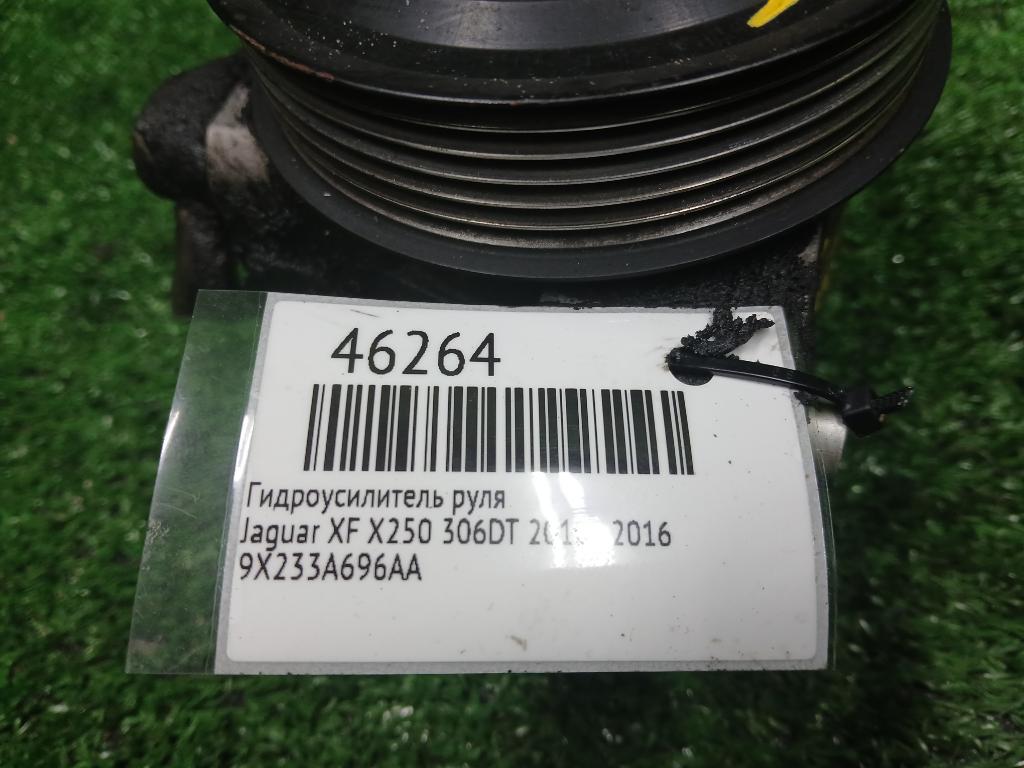 46264
Гидроусилитель руля
Jaguar XF X250 306DT 2016
9X233A696AA